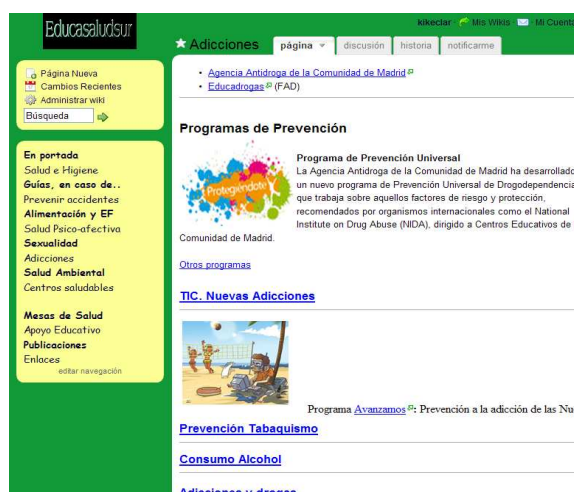 Educasaludsur
kikeclar · Mis Wikis · Mi Cuenta
Adicciones
página
discusión
historia
notificarme
Página Nueva
Cambios Recientes
Administrar wiki
Búsqueda
En portada
Salud e Higiene
Guías, en caso de..
Prevenir accidentes
Alimentación y EF
Salud Psico-afectiva
Sexualidad
Adicciones
Salud Ambiental
Centros saludables
Mesas de Salud
Apoyo Educativo
Publicaciones
Enlaces
editar navegación
• Agencia Antidroga de la Comunidad de Madrid
• Educadrogas (FAD)
Programas de Prevención
Protegiéndote
Programa de Prevención Universal
La Agencia Antidroga de la Comunidad de Madrid ha desarrollado
un nuevo programa de Prevención Universal de Drogodependencia
que trabaja sobre aquellos factores de riesgo y protección,
recomendados por organismos internacionales como el National
Institute on Drug Abuse (NIDA), dirigido a Centros Educativos de
Comunidad de Madrid.
Otros programas
TIC. Nuevas Adicciones
Programa Avanzamos: Prevención a la adicción de las Nu
Prevención Tabaquismo
Consumo Alcohol
Adicciones y drogas